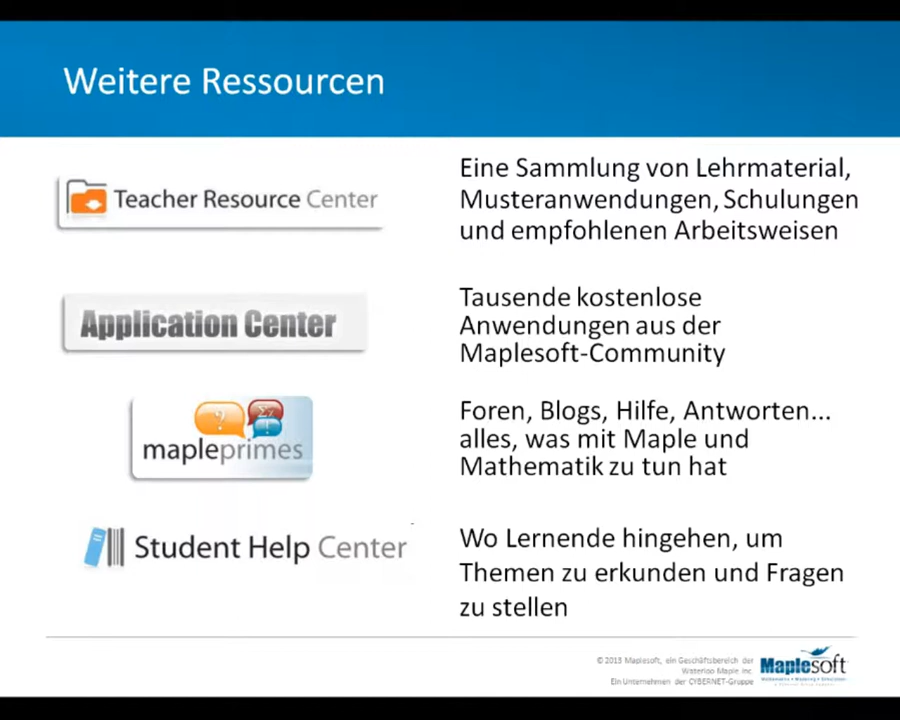 Weitere Ressourcen
Teacher Resource Center
Eine Sammlung von Lehrmaterial,
Musteranwendungen, Schulungen
und empfohlenen Arbeitsweisen
Application Center
Tausende kostenlose
Anwendungen aus der
Maplesoft-Community
mapleprimes
Foren, Blogs, Hilfe, Antworten...
alles, was mit Maple und
Mathematik zu tun hat
Student Help Center
Wo Lernende hingehen, um
Themen zu erkunden und Fragen
zu stellen
© 2013 Maplesoft, ein Geschäftsbereich der
Waterloo Maple Inc.
Ein Unternehmen der CYBERNET-Gruppe
Maplesoft